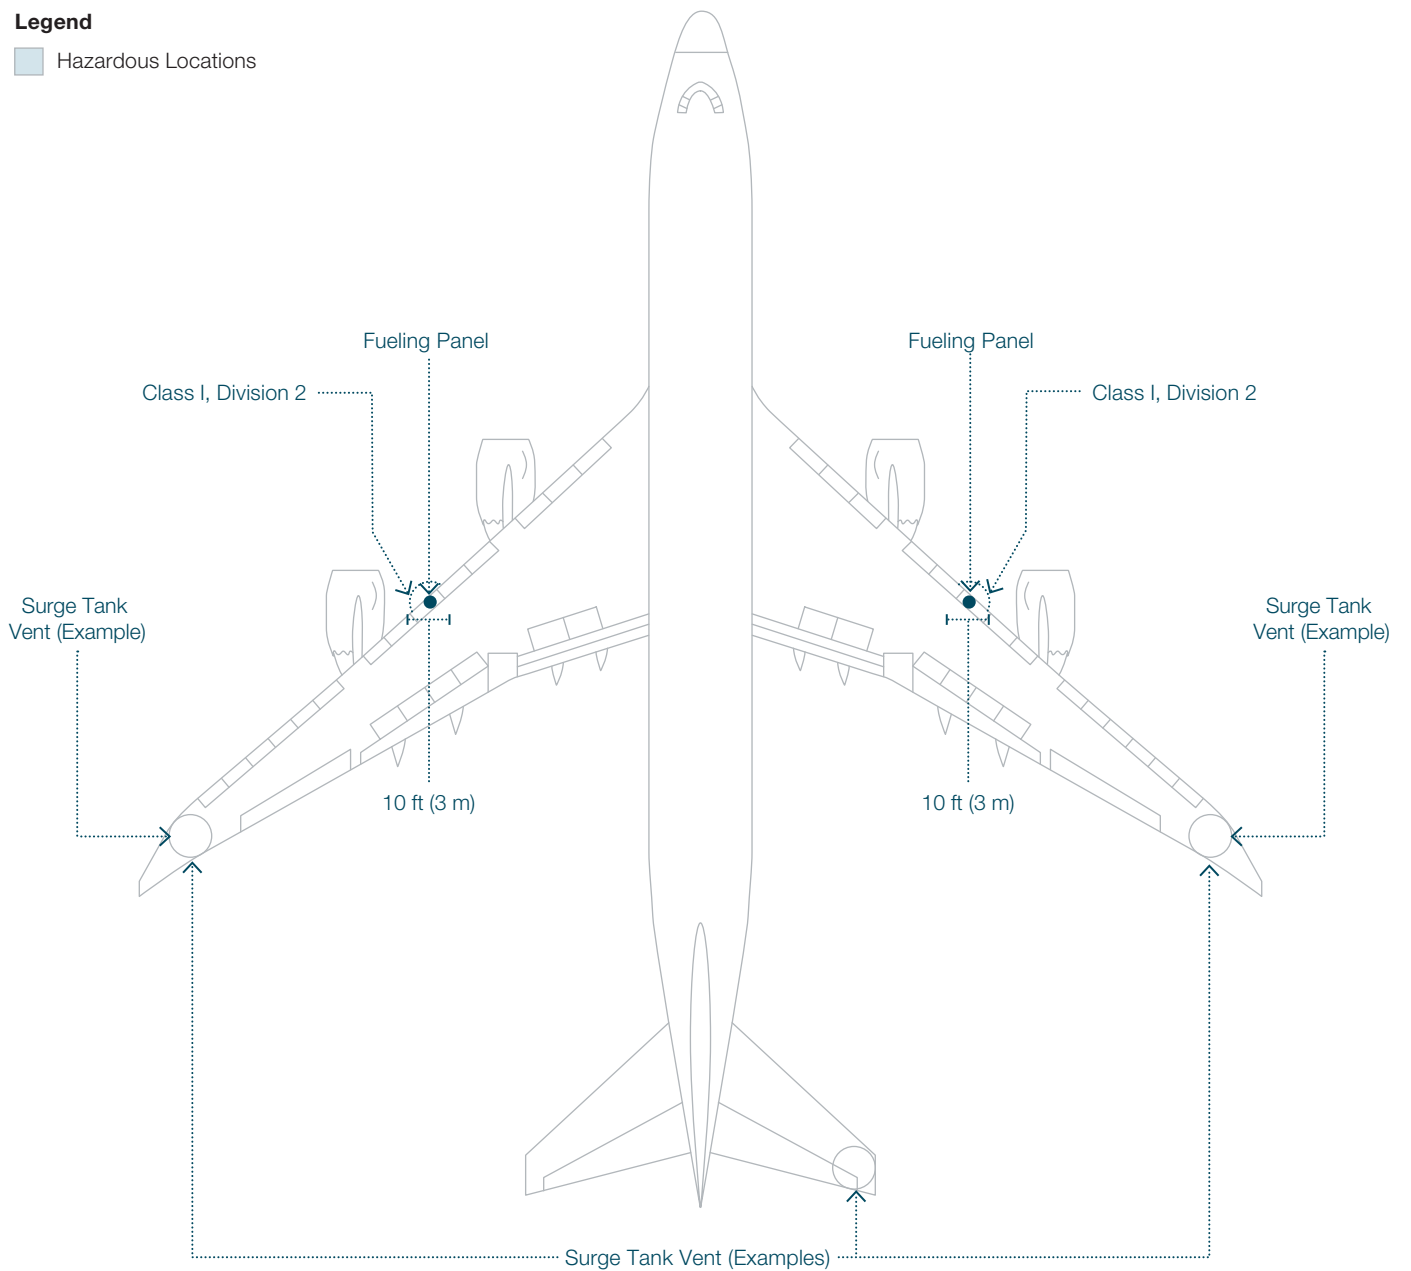 Legend
Hazardous Locations
Fueling Panel
Fueling Panel
Class I, Division 2
Class I, Division 2
Surge Tank
Vent (Example)
Surge Tank
Vent (Example)
10 ft (3 m)
10 ft (3 m)
Surge Tank Vent (Examples)